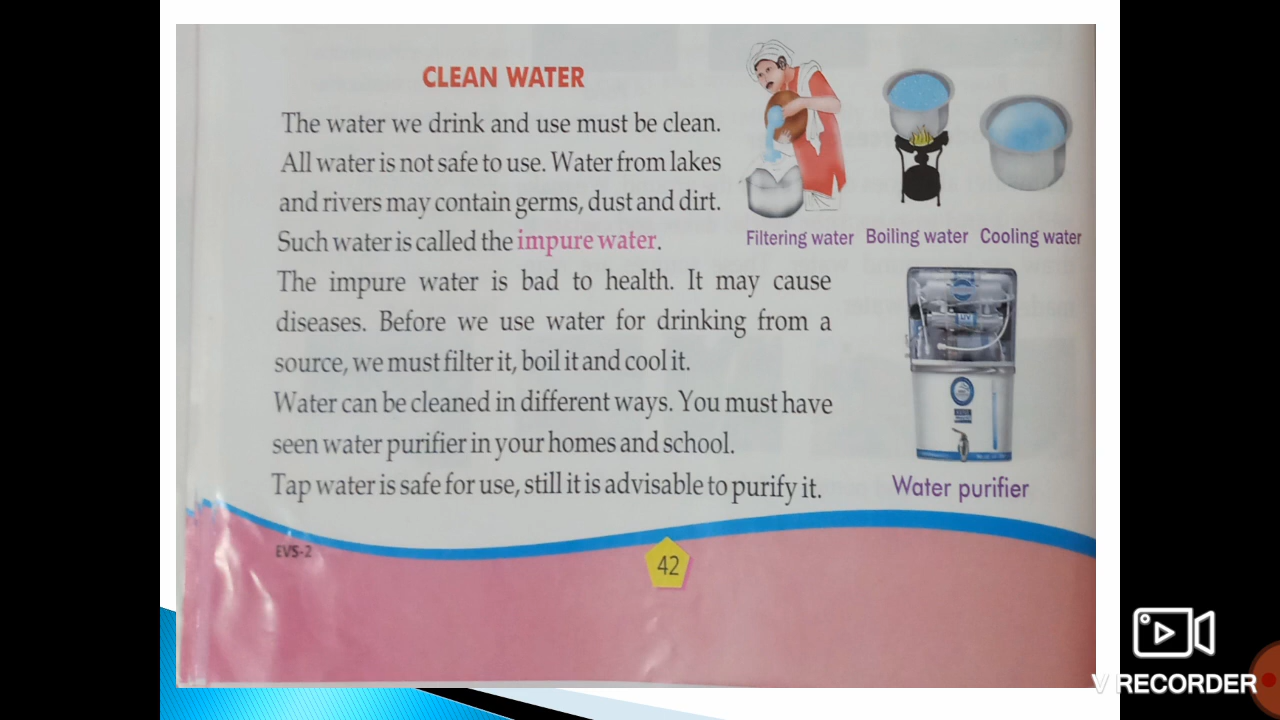 CLEAN WATER
The water we drink and use must be clean.
All water is not safe to use. Water from lakes
and rivers may contain germs, dust and dirt.
Such water is called the impure water.
Filtering water Boiling water Cooling water
The impure water is bad to health. It may cause
diseases. Before we use water for drinking from a
source, we must filter it, boil it and cool it.
Water can be cleaned in different ways. You must have
seen water purifier in your homes and school.
Tap water is safe for use, still it is advisable to purify it.
UV
Water purifier
EVS-2
42
V RECORDER